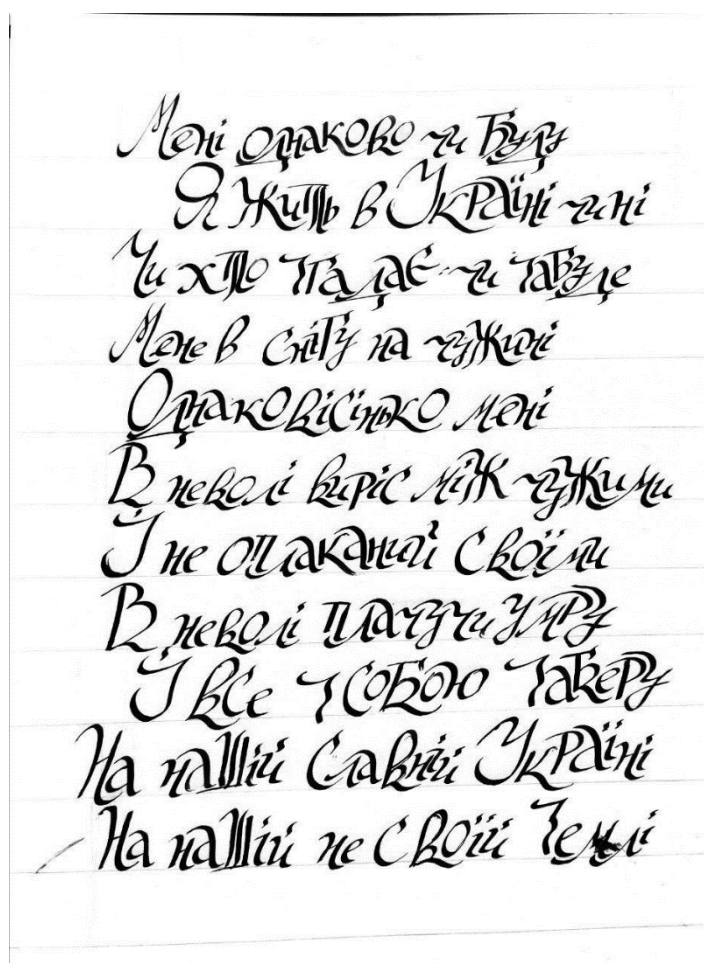 Мені однаково чи буду
Я жить в Україні чи ні
Чи хто згадає чи забуде
Мене в снігу на чужині
Однаковісінько мені
В неволі виріс між чужими
І не оплаканий своїми
В неволі плачучи умру
І все з собою заберу
На нашій славній Україні
На нашій не своїй землі